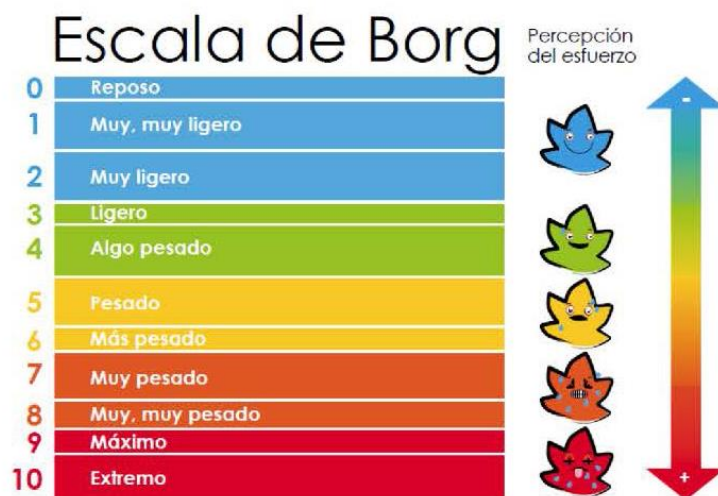 Escala de Borg
Percepción
del esfuerzo
0 Reposo
1 Muy, muy ligero
2 Muy ligero
3 Ligero
4 Algo pesado
5 Pesado
6 Más pesado
7 Muy pesado
8 Muy, muy pesado
9 Máximo
10 Extremo
-
+